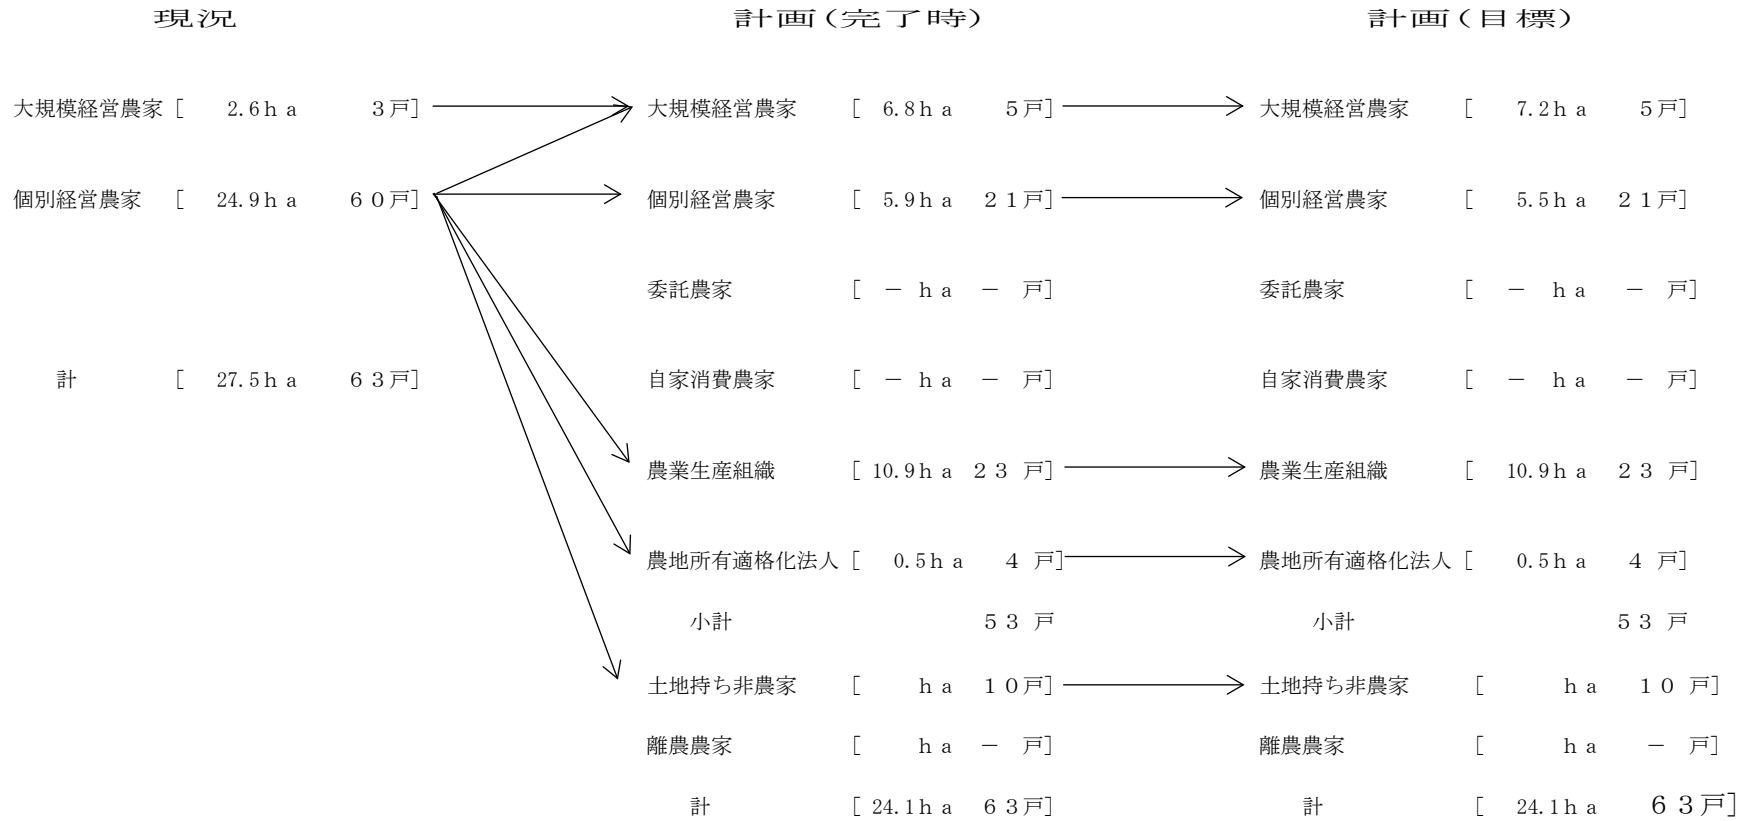 現況 計画(完了時) 計画(目標)
大規模経営農家 [ 2.6ha 3戸] 大規模経営農家 [ 6.8ha 5戸] 大規模経営農家 [ 7.2ha 5戸]
個別経営農家 [ 24.9ha 60戸] 個別経営農家 [ 5.9ha 21戸] 個別経営農家 [ 5.5ha 21戸]
委託農家 [ － ha － 戸] 委託農家 [ － ha － 戸]
計 [ 27.5ha 63戸] 自家消費農家 [ － ha － 戸] 自家消費農家 [ － ha － 戸]
農業生産組織 [ 10.9ha 23 戸] 農業生産組織 [ 10.9ha 23 戸]
農地所有適格化法人 [ 0.5ha 4 戸] 農地所有適格化法人 [ 0.5ha 4 戸]
小計 53 戸 小計 53 戸
土地持ち非農家 [ ha 10戸] 土地持ち非農家 [ ha 10 戸]
離農農家 [ ha － 戸] 離農農家 [ ha － 戸]
計 [ 24.1ha 63戸] 計 [ 24.1ha 63戸]